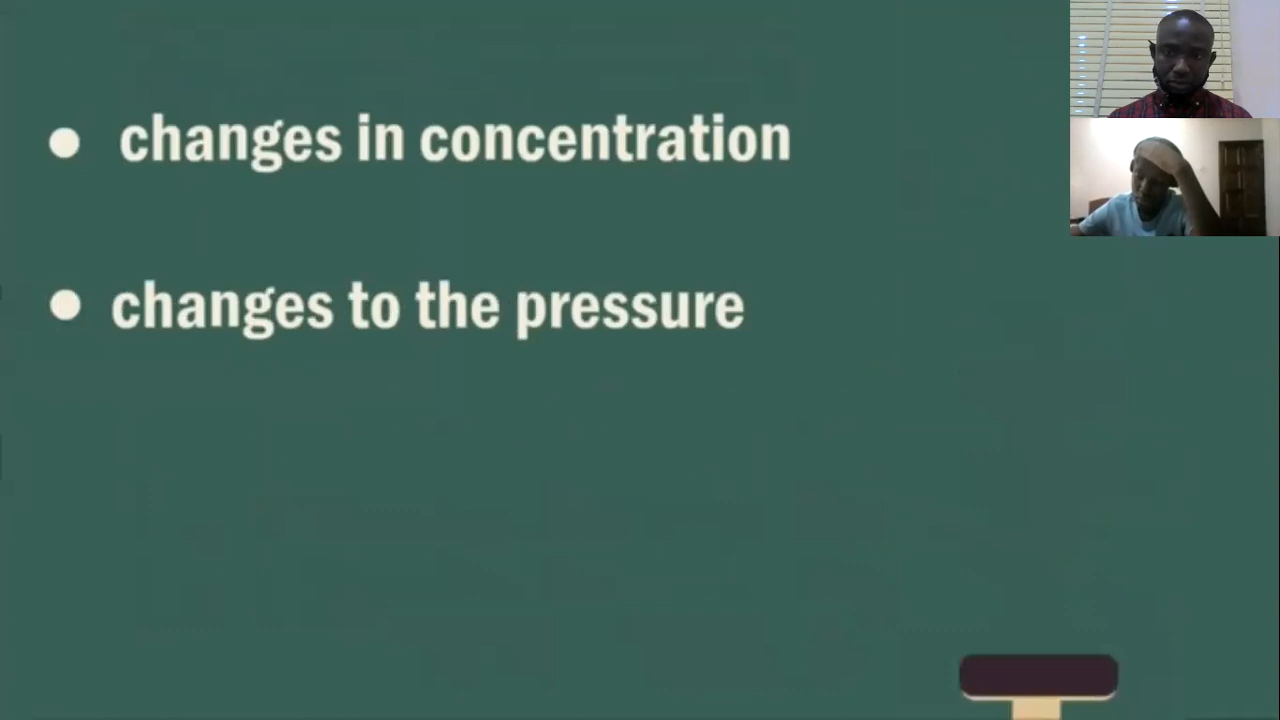 changes in concentration
changes to the pressure